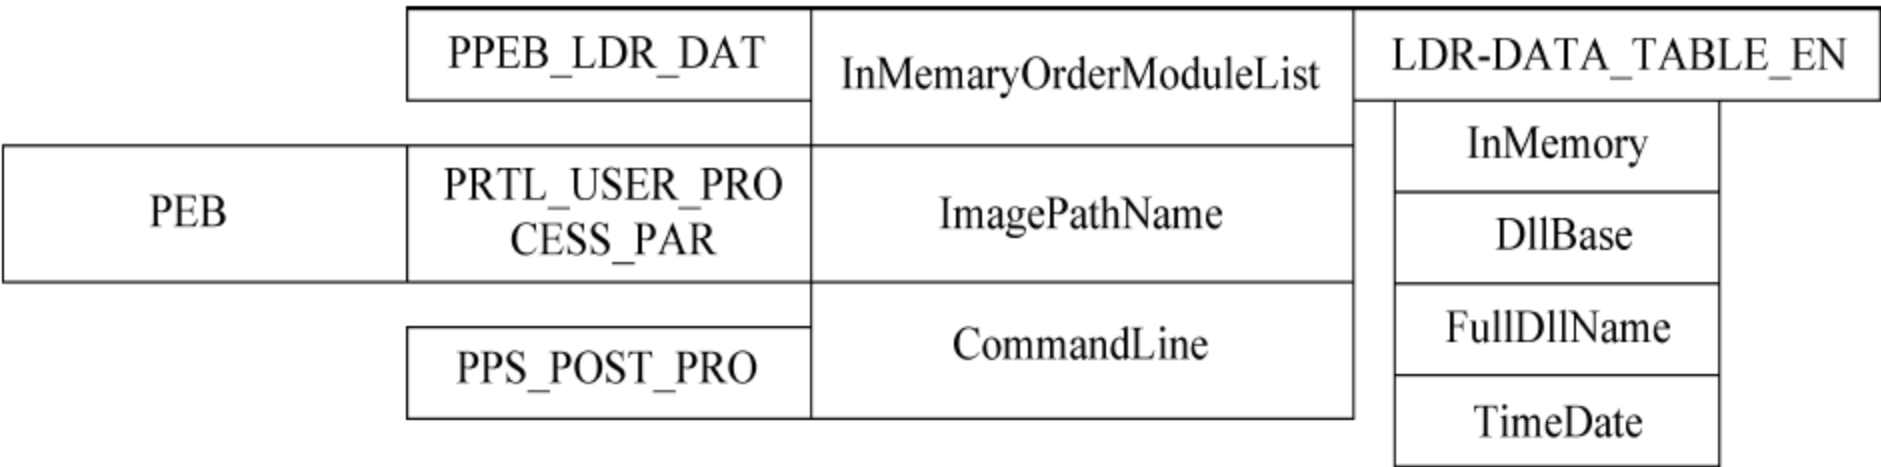 PPEB_LDR_DAT
InMemaryOrderModuleList
LDR-DATA_TABLE_EN
InMemory
PEB
PRTL_USER_PRO
CESS_PAR
ImagePathName
DllBase
FullDllName
PPS_POST_PRO
CommandLine
TimeDate